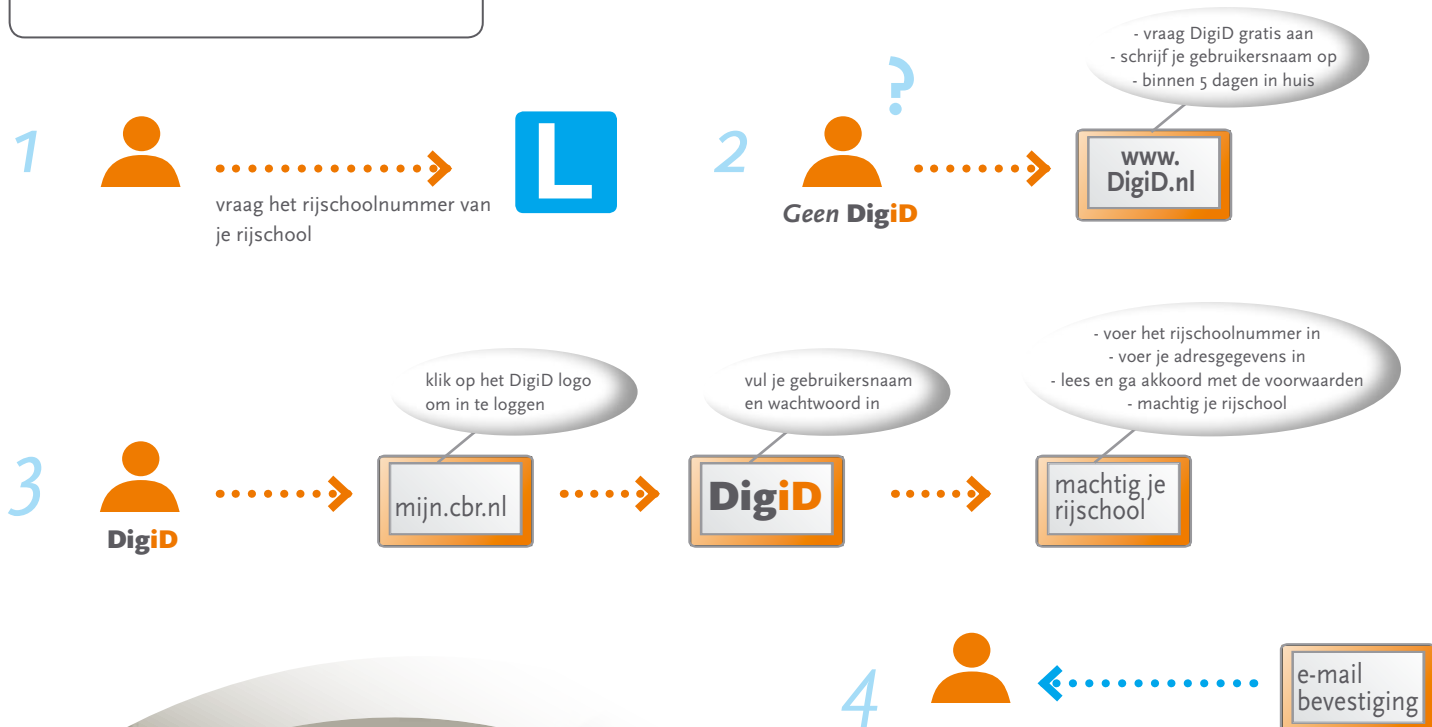 1
vraag het rijschoolnummer van
je rijschool
L
2
?
Geen DigiD
- vraag DigiD gratis aan
- schrijf je gebruikersnaam op
- binnen 5 dagen in huis
www.
DigiD.nl
3
DigiD
klik op het DigiD logo
om in te loggen
mijn.cbr.nl
vul je gebruikersnaam
en wachtwoord in
DigiD
- voer het rijschoolnummer in
- voer je adresgegevens in
- lees en ga akkoord met de voorwaarden
- machtig je rijschool
machtig je
rijschool
4
e-mail
bevestiging